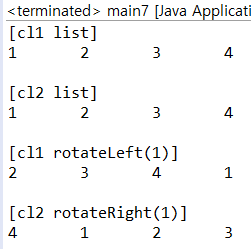 <terminated> main7 [Java Applicati
[cl1 list]
1 2 3 4
[cl2 list]
1 2 3 4
[cl1 rotateLeft(1)]
2 3 4 1
[cl2 rotateRight(1)]
4 1 2 3